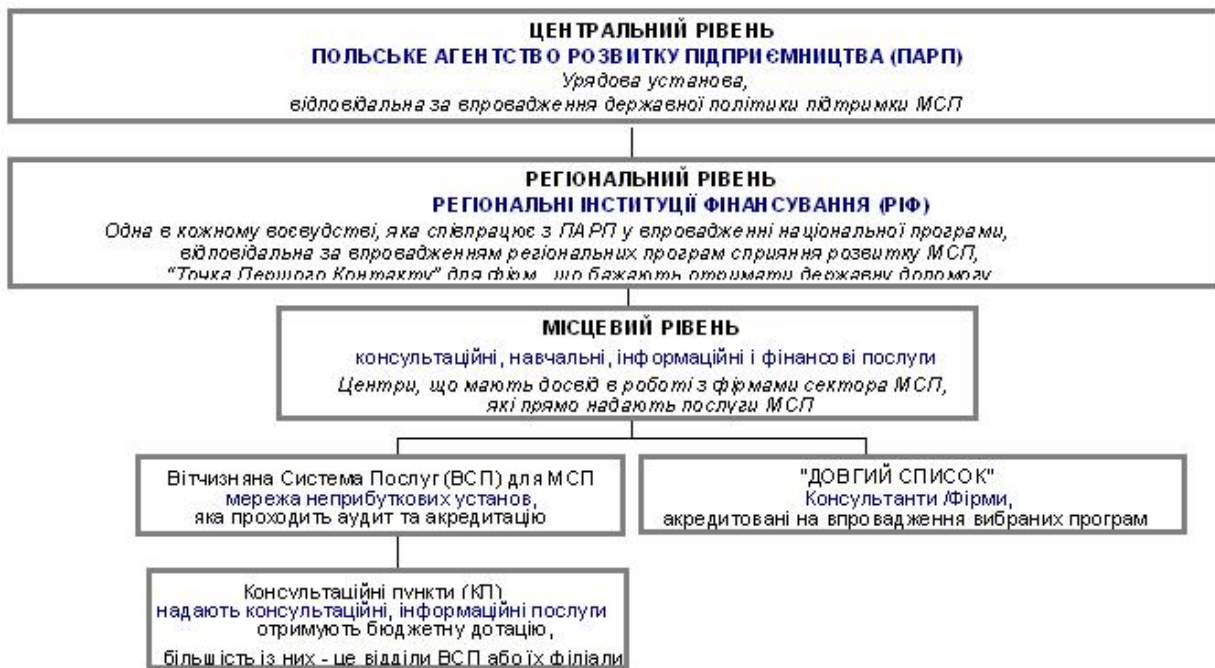 ЦЕНТРАЛЬНИЙ РІВЕНЬ
ПОЛЬСЬКЕ АГЕНТСТВО РОЗВИТКУ ПІДПРИЄМНИЦТВА (ПАРП)
Урядова установа,
відповідальна за впровадження державної політики підтримки МСП
РЕГІОНАЛЬНИЙ РІВЕНЬ
РЕГІОНАЛЬНІ ІНСТИТУЦІЇ ФІНАНСУВАННЯ (РІФ)
Одна в кожному воєвудстві, яка співпрацює з ПАРП у впровадженні національної програми,
відповідальна за впровадженням регіональних програм сприяння розвитку МСП,
“Точка Першого Контакту” для фірм, що бажають отримати державну допомогу
МІСЦЕВИЙ РІВЕНЬ
консультаційні, навчальні, інформаційні і фінансові послуги
Центри, що мають досвід в роботі з фірмами сектора МСП,
які прямо надають послуги МСП
Вітчизняна Система Послуг (ВСП) для МСП
мережа неприбуткових установ,
яка проходить аудит та акредитацію
"ДОВГИЙ СПИСОК"
Консультанти /Фірми,
акредитовані на впровадження вибраних програм
Консультаційні пункти (КП)
надають консультаційні, інформаційні послуги
отримують бюджетну дотацію,
більшість із них - це відділи ВСП або їх філіали